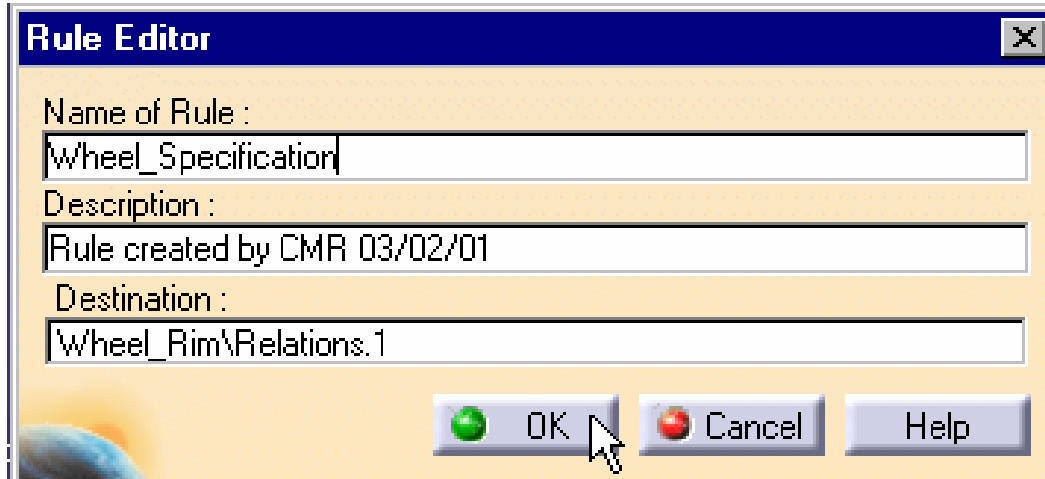 Rule Editor
Name of Rule :
Wheel_Specification
Description :
Rule created by CMR 03/02/01
Destination :
Wheel_Rim\Relations.1
OK Cancel Help